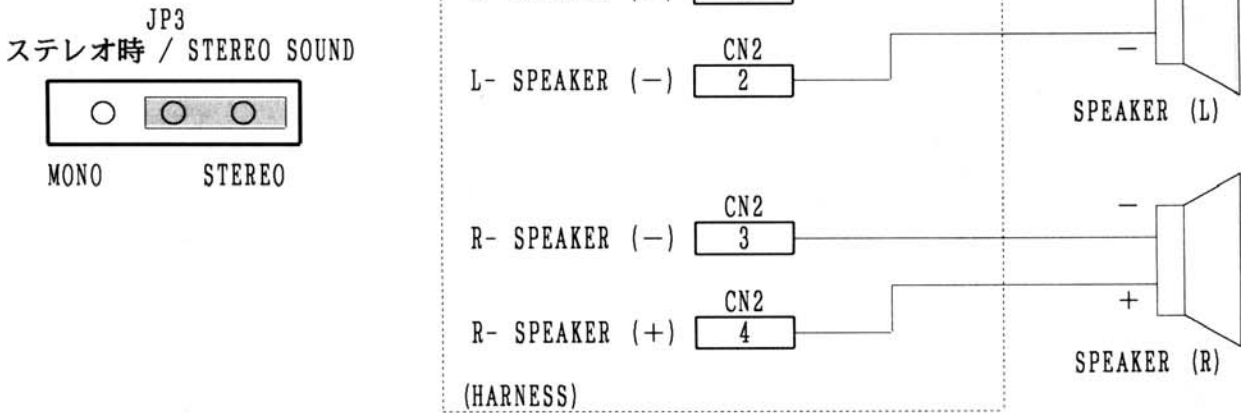 JP3
ステレオ時 / STEREO SOUND
MONO STEREO
CN2
L- SPEAKER (－) 2
－
SPEAKER (L)
CN2
R- SPEAKER (－) 3
－
CN2
R- SPEAKER (＋) 4
＋
SPEAKER (R)
(HARNESS)